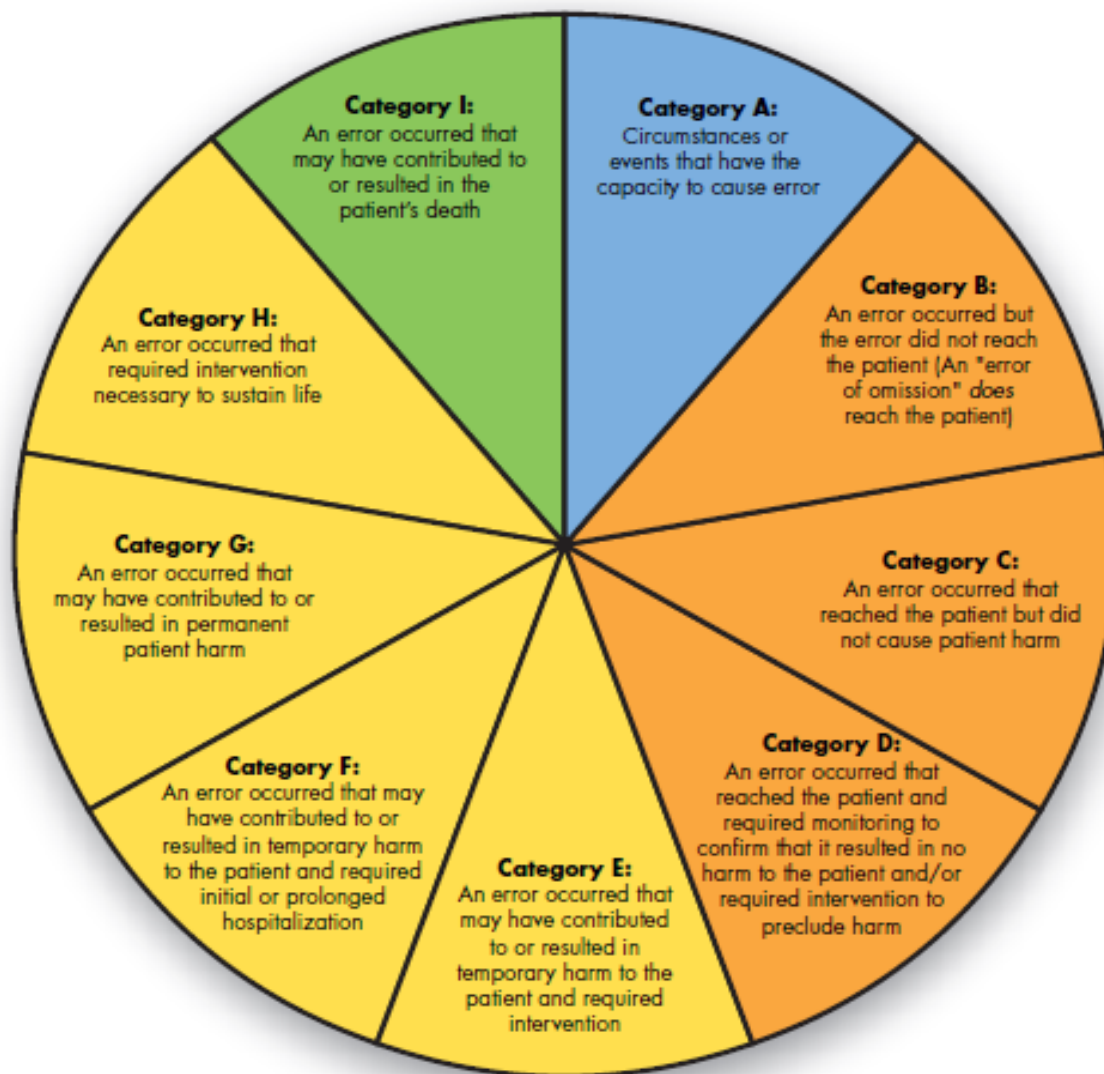 Category I:
An error occurred that
may have contributed to
or resulted in the
patient's death
Category A:
Circumstances or
events that have the
capacity to cause error
Category B:
An error occurred but
the error did not reach
the patient (An "error
of omission" does
reach the patient)
Category C:
An error occurred that
reached the patient but did
not cause patient harm
Category D:
An error occurred that
reached the patient and
required monitoring to
confirm that it resulted in no
harm to the patient and/or
required intervention to
preclude harm
Category E:
An error occurred that
may have contributed
to or resulted in
temporary harm to the
patient and required
intervention
Category F:
An error occurred that may
have contributed to or
resulted in temporary harm
to the patient and required
initial or prolonged
hospitalization
Category G:
An error occurred that
may have contributed to or
resulted in permanent
patient harm
Category H:
An error occurred that
required intervention
necessary to sustain life